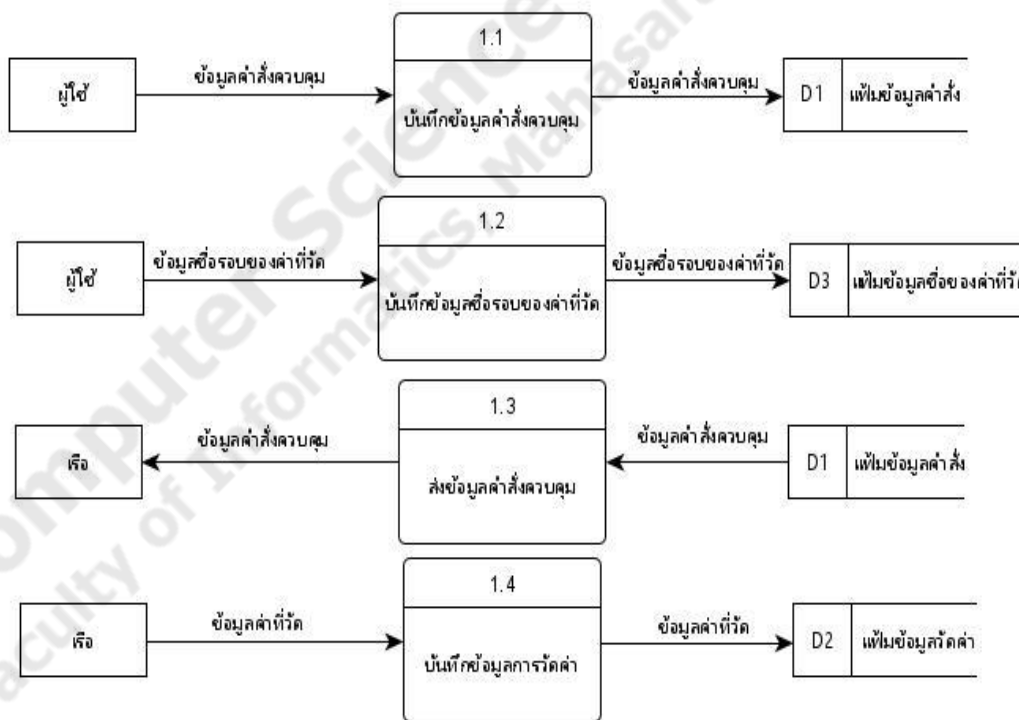 1.1
ผู้ใช้
ข้อมูลคำสั่งควบคุม
บันทึกข้อมูลคำสั่งควบคุม
ข้อมูลคำสั่งควบคุม
D1
แฟ้มข้อมูลคำสั่ง
1.2
ผู้ใช้
ข้อมูลชื่อรอบของค่าที่วัด
บันทึกข้อมูลชื่อรอบของค่าที่วัด
ข้อมูลชื่อรอบของค่าที่วัด
D3
แฟ้มข้อมูลชื่อของค่าที่วัด
1.3
เรือ
ข้อมูลคำสั่งควบคุม
ส่งข้อมูลคำสั่งควบคุม
ข้อมูลคำสั่งควบคุม
D1
แฟ้มข้อมูลคำสั่ง
1.4
เรือ
ข้อมูลค่าที่วัด
บันทึกข้อมูลการวัดค่า
ข้อมูลค่าที่วัด
D2
แฟ้มข้อมูลวัดค่า
Computer Science
Faculty of Informatics,